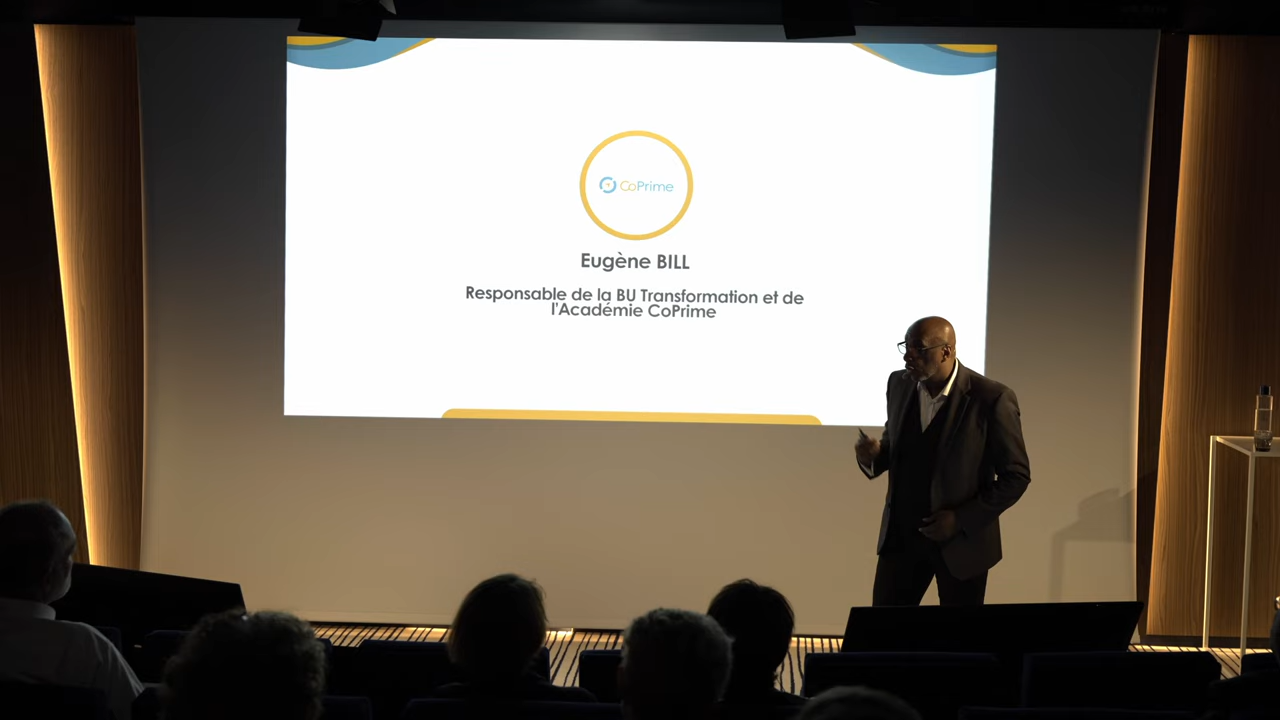 CoPrime
Eugène BILL
Responsable de la BU Transformation et de
l'Académie CoPrime